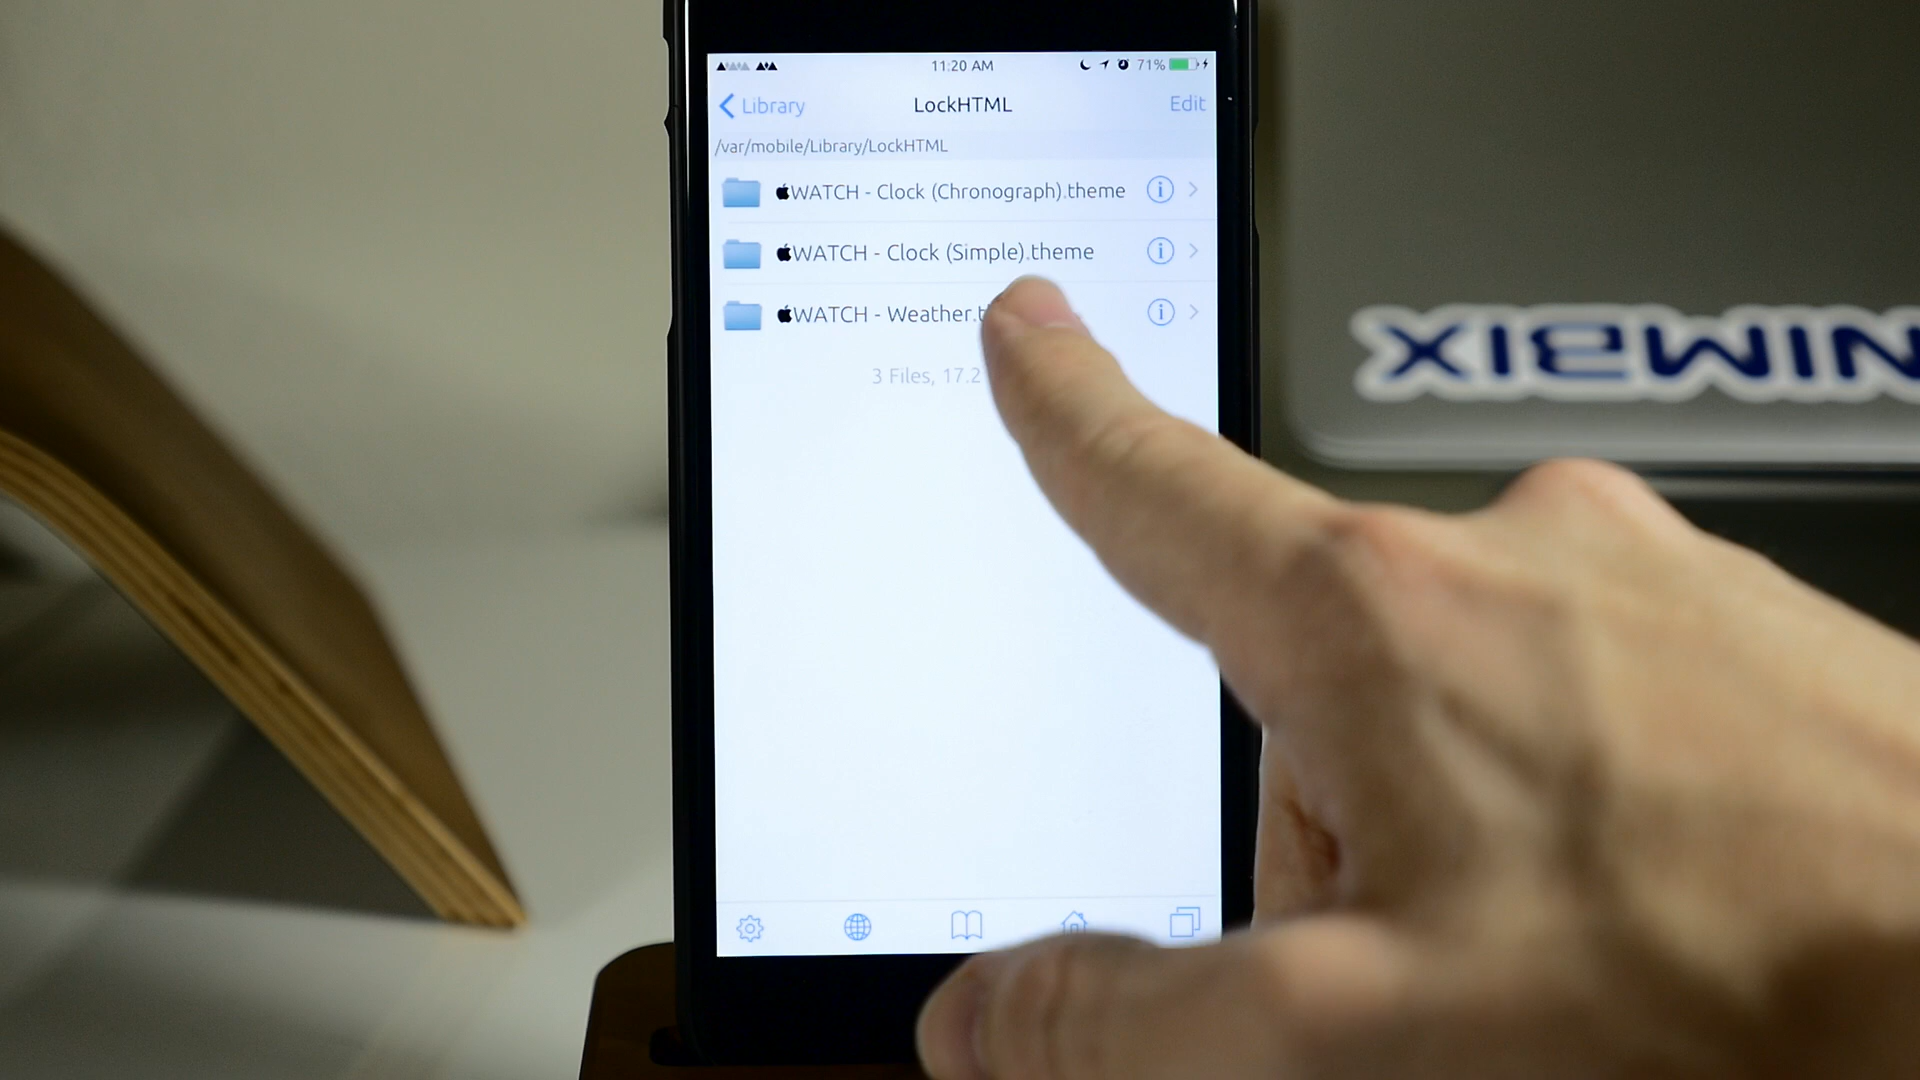 11:20 AM
71%
Library
LockHTML
Edit
/var/mobile/Library/LockHTML
WATCH - Clock (Chronograph).theme
WATCH - Clock (Simple).theme
WATCH - Weather.
3 Files, 17.2
NIWBIX